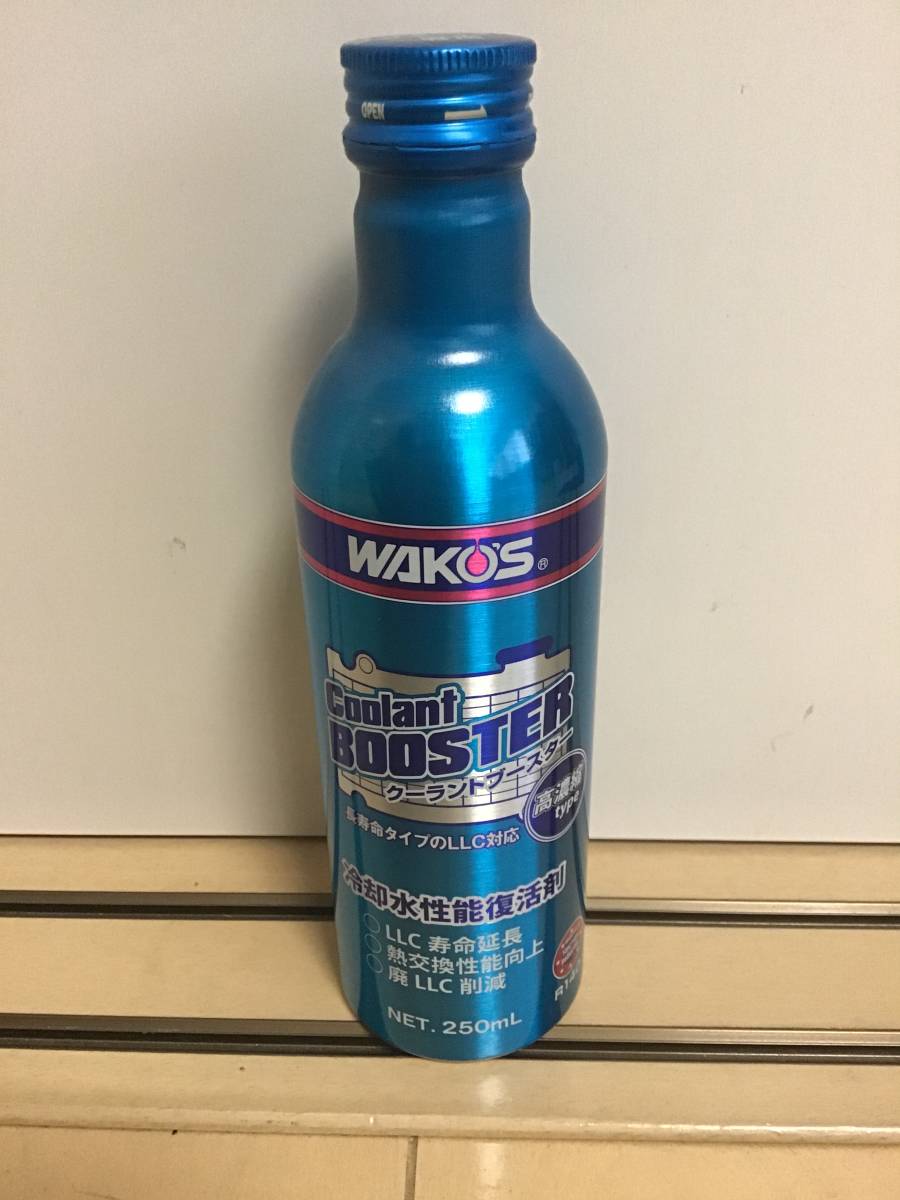 OPEN
WAKO'S®
Coolant
BOOSTER
クーランドブースター
高濃縮
type
長寿命タイプのLLC対応
冷却水性能復活剤
○ LLC 寿命延長
○ 熱交換性能向上
○ 廃 LLC 削減
NET. 250mL